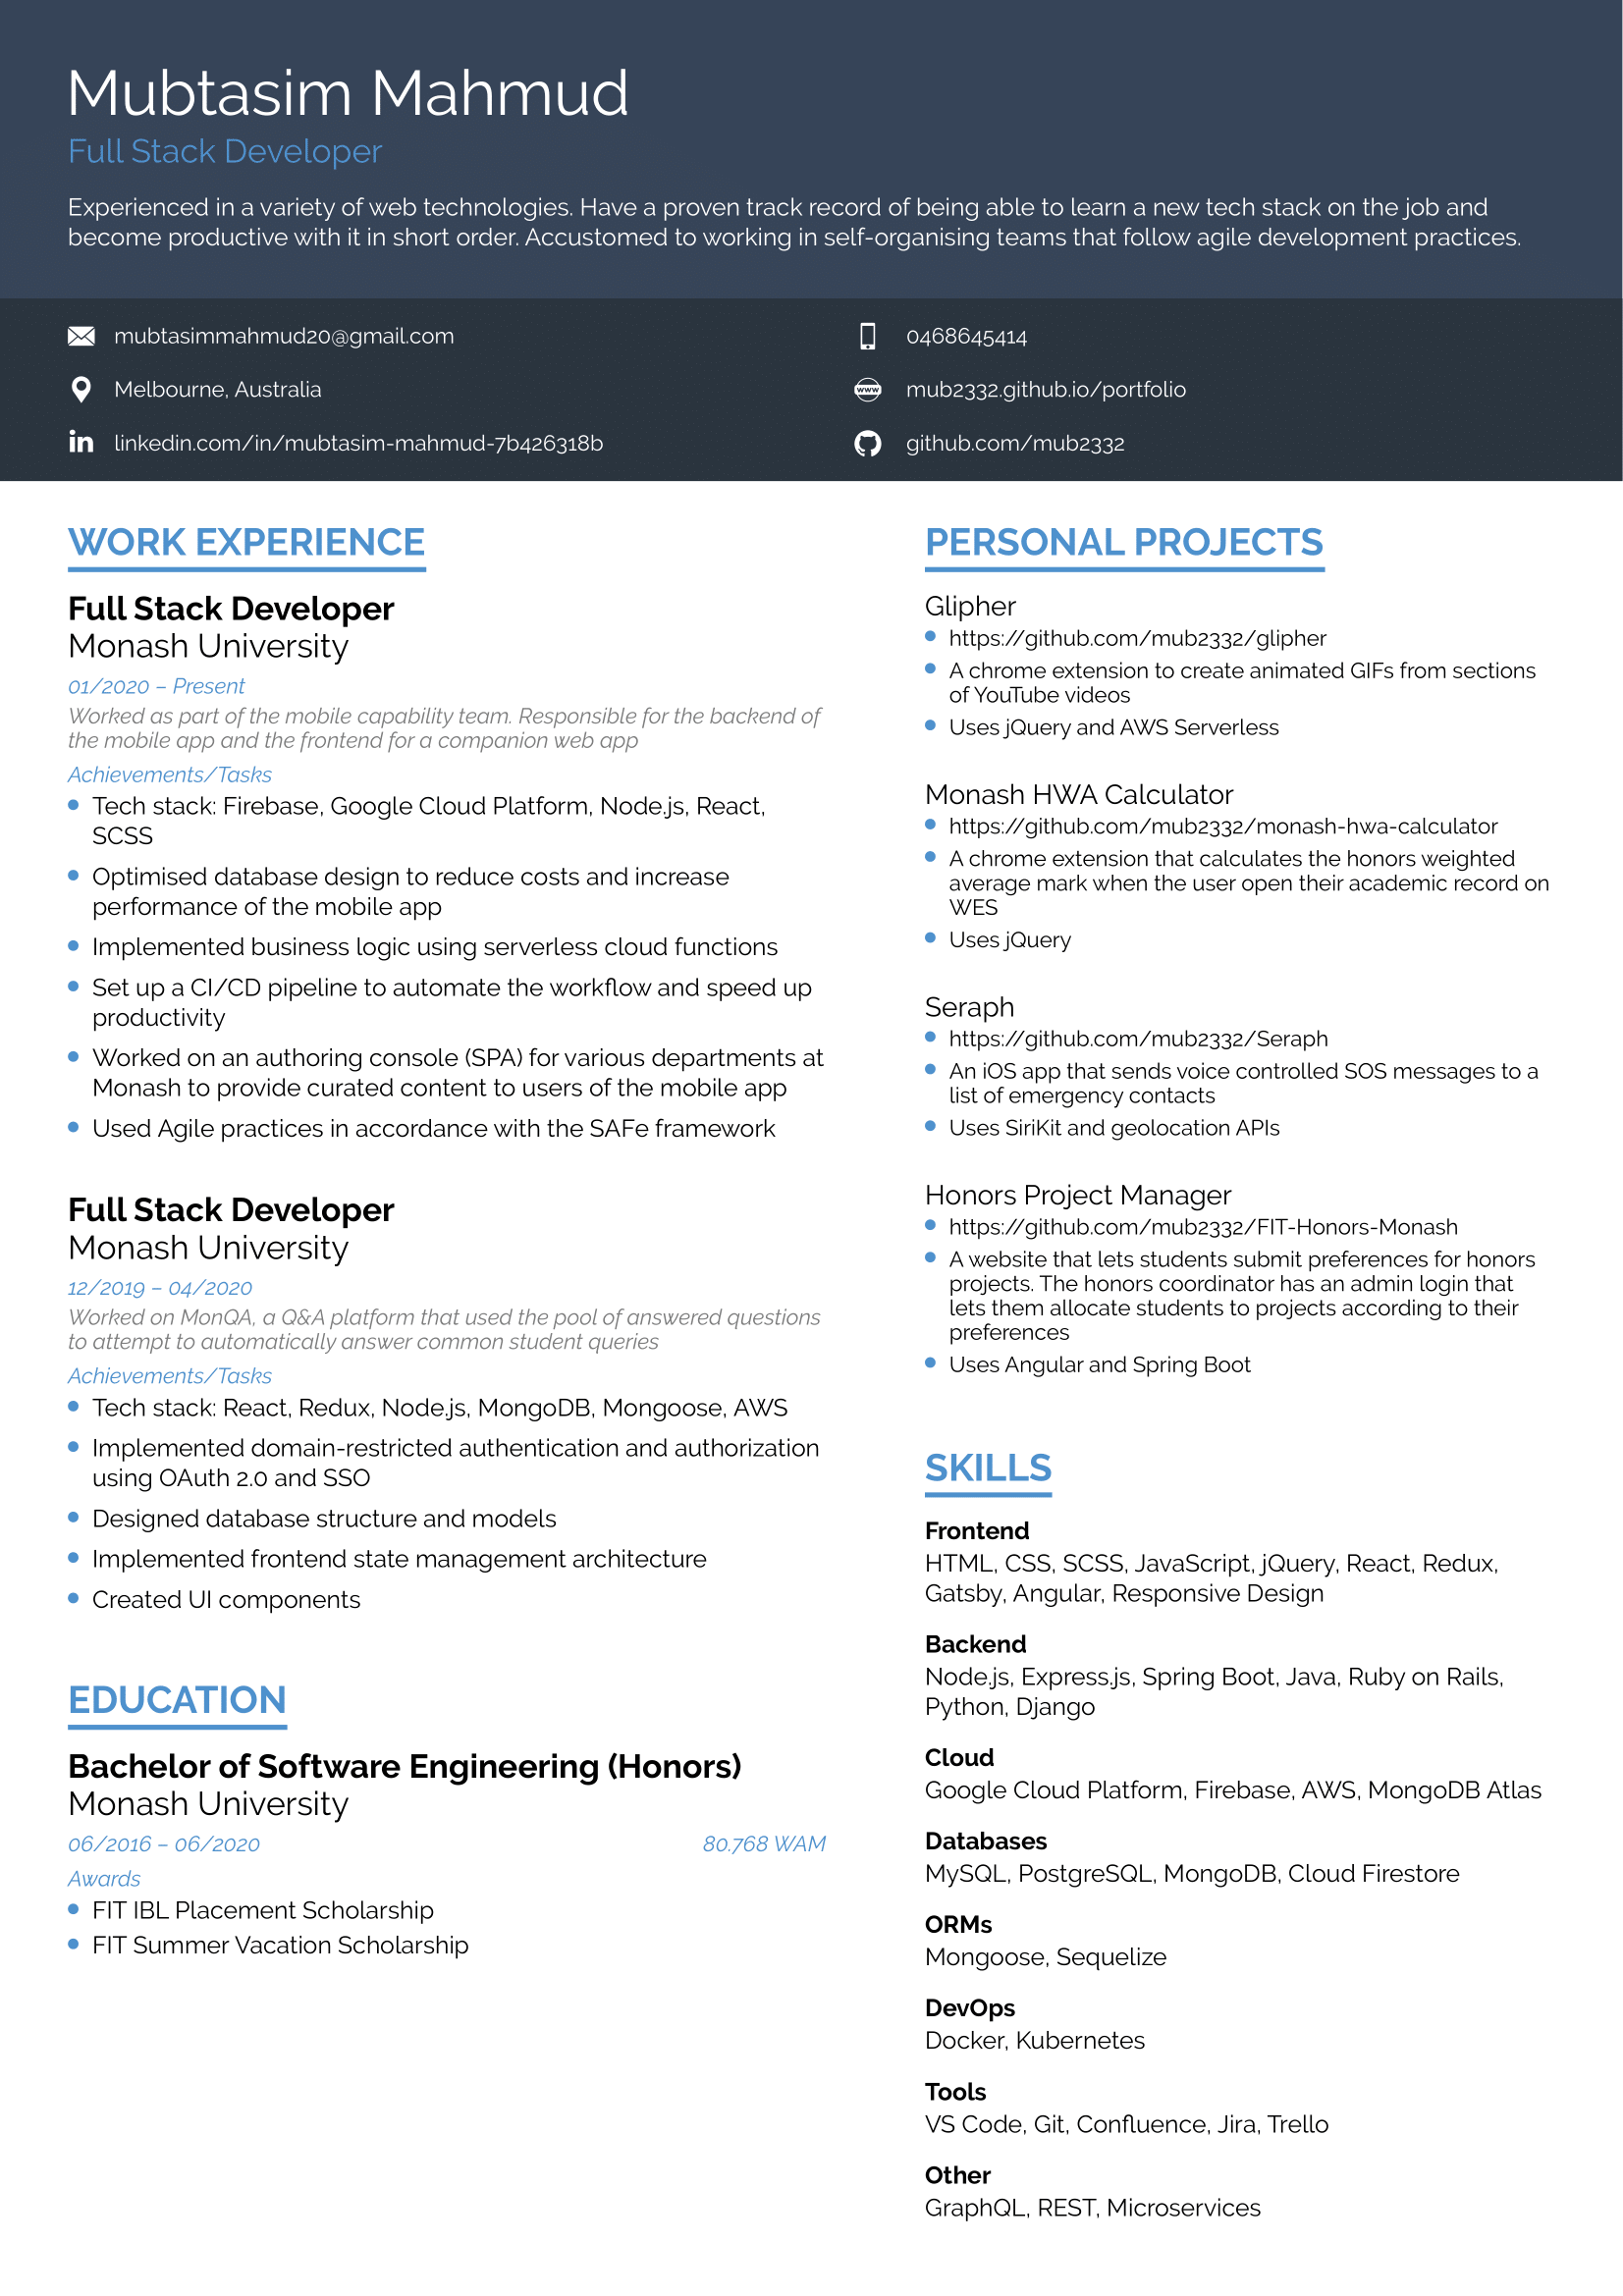 Mubtasim Mahmud
Full Stack Developer
Experienced in a variety of web technologies. Have a proven track record of being able to learn a new tech stack on the job and
become productive with it in short order. Accustomed to working in self-organising teams that follow agile development practices.
mubtasimmahmud20@gmail.com
0468645414
Melbourne, Australia
www
mub2332.github.io/portfolio
in
linkedin.com/in/mubtasim-mahmud-7b426318b
github.com/mub2332
WORK EXPERIENCE
Full Stack Developer
Monash University
01/2020 – Present
Worked as part of the mobile capability team. Responsible for the backend of
the mobile app and the frontend for a companion web app
Achievements/Tasks
Tech stack: Firebase, Google Cloud Platform, Node.js, React,
SCSS
Optimised database design to reduce costs and increase
performance of the mobile app
Implemented business logic using serverless cloud functions
Set up a CI/CD pipeline to automate the workflow and speed up
productivity
Worked on an authoring console (SPA) for various departments at
Monash to provide curated content to users of the mobile app
Used Agile practices in accordance with the SAFe framework
Full Stack Developer
Monash University
12/2019 – 04/2020
Worked on MonQA, a Q&A platform that used the pool of answered questions
to attempt to automatically answer common student queries
Achievements/Tasks
Tech stack: React, Redux, Node.js, MongoDB, Mongoose, AWS
Implemented domain-restricted authentication and authorization
using OAuth 2.0 and SSO
Designed database structure and models
Implemented frontend state management architecture
Created UI components
EDUCATION
Bachelor of Software Engineering (Honors)
Monash University
06/2016 – 06/2020 80.768 WAM
Awards
FIT IBL Placement Scholarship
FIT Summer Vacation Scholarship
PERSONAL PROJECTS
Glipher
https://github.com/mub2332/glipher
A chrome extension to create animated GIFs from sections
of YouTube videos
Uses jQuery and AWS Serverless
Monash HWA Calculator
https://github.com/mub2332/monash-hwa-calculator
A chrome extension that calculates the honors weighted
average mark when the user open their academic record on
WES
Uses jQuery
Seraph
https://github.com/mub2332/Seraph
An iOS app that sends voice controlled SOS messages to a
list of emergency contacts
Uses SiriKit and geolocation APIs
Honors Project Manager
https://github.com/mub2332/FIT-Honors-Monash
A website that lets students submit preferences for honors
projects. The honors coordinator has an admin login that
lets them allocate students to projects according to their
preferences
Uses Angular and Spring Boot
SKILLS
Frontend
HTML, CSS, SCSS, JavaScript, jQuery, React, Redux,
Gatsby, Angular, Responsive Design
Backend
Node.js, Express.js, Spring Boot, Java, Ruby on Rails,
Python, Django
Cloud
Google Cloud Platform, Firebase, AWS, MongoDB Atlas
Databases
MySQL, PostgreSQL, MongoDB, Cloud Firestore
ORMs
Mongoose, Sequelize
DevOps
Docker, Kubernetes
Tools
VS Code, Git, Confluence, Jira, Trello
Other
GraphQL, REST, Microservices